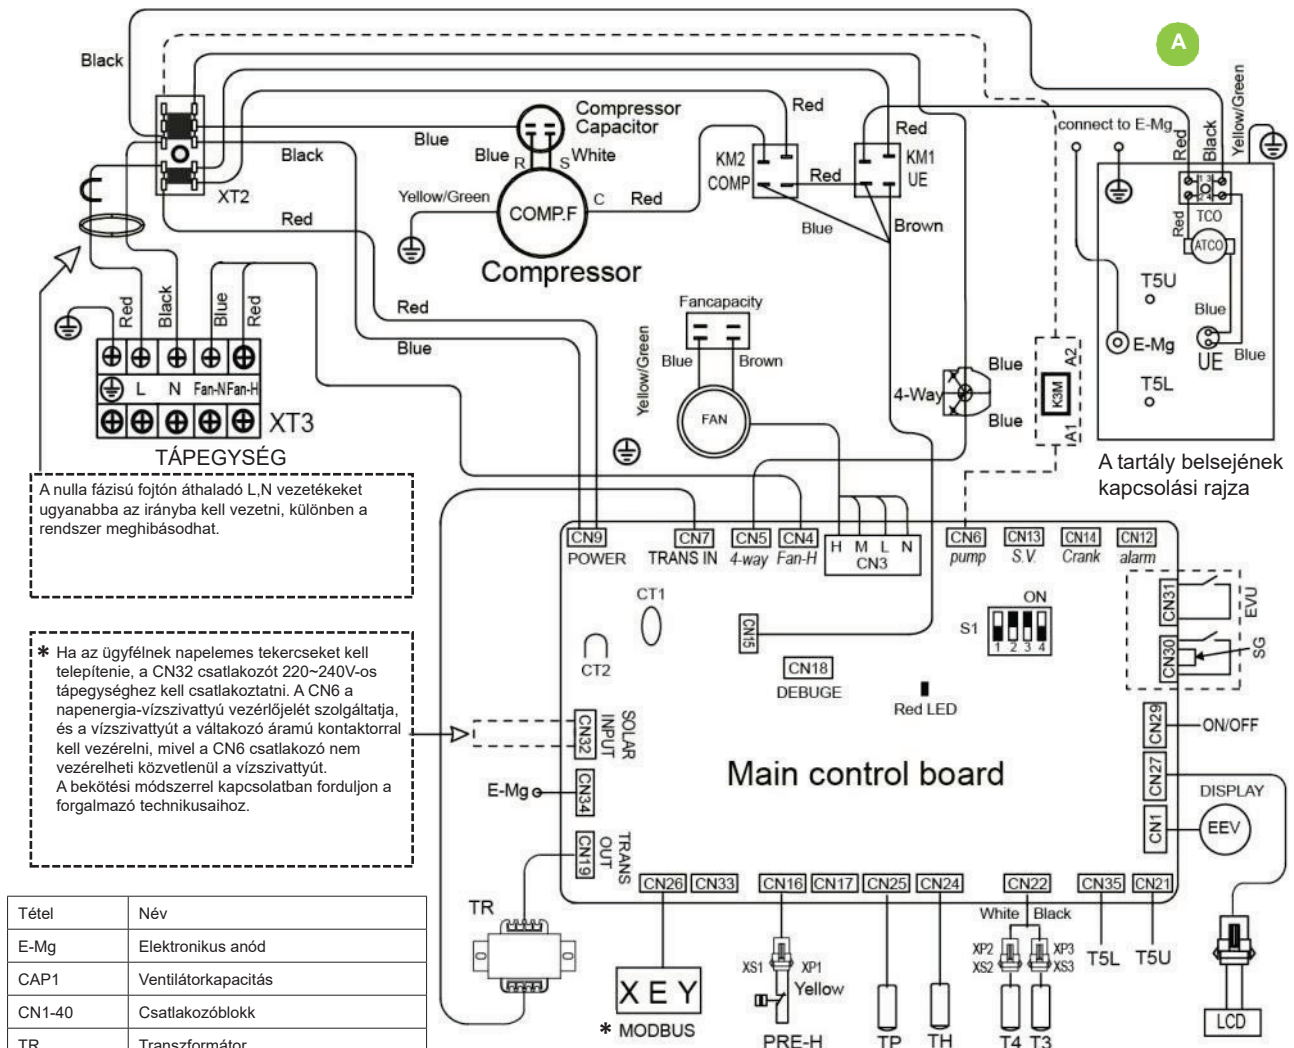 A
Black
Compressor
Capacitor
Red
Red
connect to E-Mg
Red
Black
Yellow/Green
Blue
Blue
R
S
White
Black
KM2
COMP
KM1
UE
Red
XT2
Yellow/Green
COMP.F
C
Red
Blue
Brown
1 3
2 4
TCO
Red
ATCO
Red
Compressor
T5U
Blue
E-Mg
UE
Blue
T5L
Red
Black
Blue
Red
Red
Blue
Fancapacity
Blue
Brown
Yellow/Green
FAN
4-Way
Blue
Blue
A2
K3M
A1
L
N
Fan-N
Fan-H
XT3
TÁPEGYSÉG
A tartály belsejének
kapcsolási rajza
A nulla fázisú fojtón áthaladó L,N vezetékeket
ugyanabba az irányba kell vezetni, különben a
rendszer meghibásodhat.
CN9
POWER
CN7
TRANS IN
CN5
4-way
CN4
Fan-H
H M L N
CN3
CN6
pump
CN13
S.V.
CN14
Crank
CN12
alarm
CT1
CT2
CN15
CN18
DEBUGE
S1
ON
1 2 3 4
Red LED
CN31
EVU
CN30
SG
CN29
ON/OFF
CN27
DISPLAY
CN1
EEV
* Ha az ügyfélnek napelemes tekercseket kell
telepítenie, a CN32 csatlakozót 220~240V-os
tápegységhez kell csatlakoztatni. A CN6 a
napenergia-vízszivattyú vezérlőjelét szolgáltatja,
és a vízszivattyút a váltakozó áramú kontaktorral
kell vezérelni, mivel a CN6 csatlakozó nem
vezérelheti közvetlenül a vízszivattyút.
A bekötési módszerrel kapcsolatban forduljon a
forgalmazó technikusaihoz.
CN32
SOLAR
INPUT
E-Mg
CN34
CN19
TRANS
OUT
Main control board
CN26
CN33
CN16
CN17
CN25
CN24
CN22
CN35
CN21
White
Black
TR
XEY
* MODBUS
XS1
XP1
Yellow
PRE-H
TP
TH
XP2
XS2
XP3
XS3
T4
T3
T5L
T5U
LCD
Tétel
Név
E-Mg
Elektronikus anód
CAP1
Ventilátorkapacitás
CN1-40
Csatlakozóblokk
TR
Transzformátor